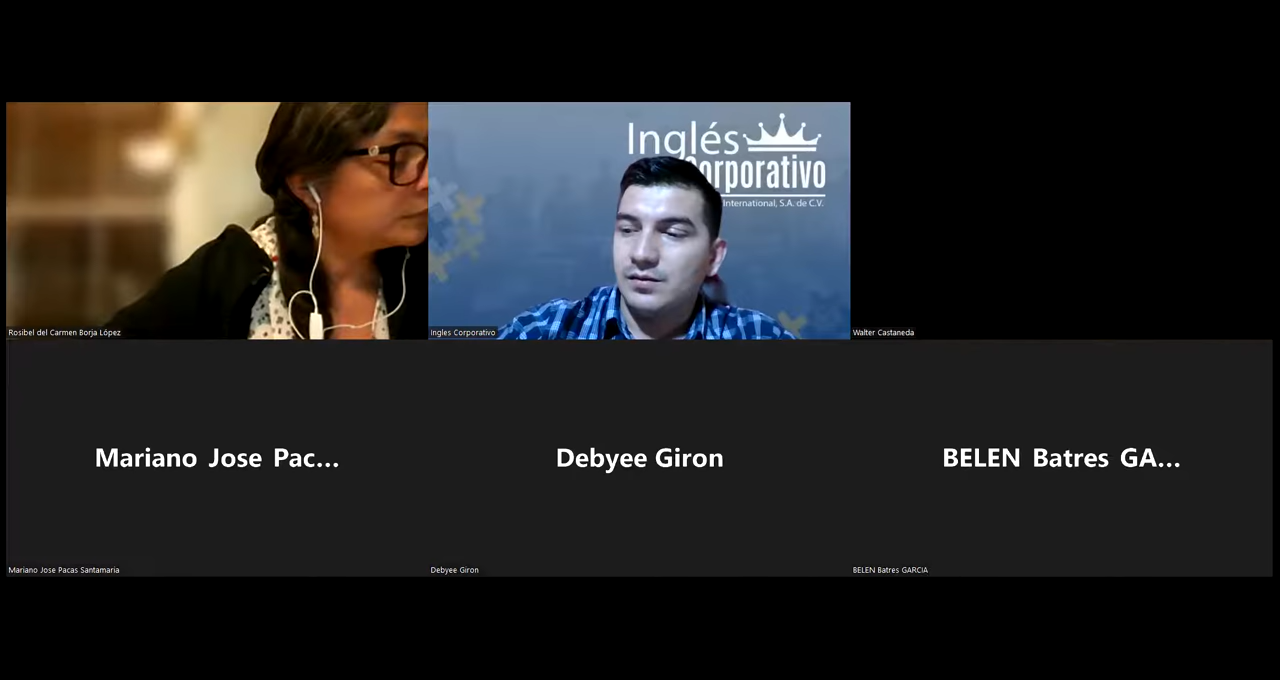 Inglés
Corporativo
International, S.A. de C.V.
Rosibel del Carmen Borja López
Ingles Corporativo
Walter Castaneda
Mariano Jose Pac...
Debyee Giron
BELEN Batres GA...
Mariano Jose Pacas Santamaria
Debyee Giron
BELEN Batres GARCIA